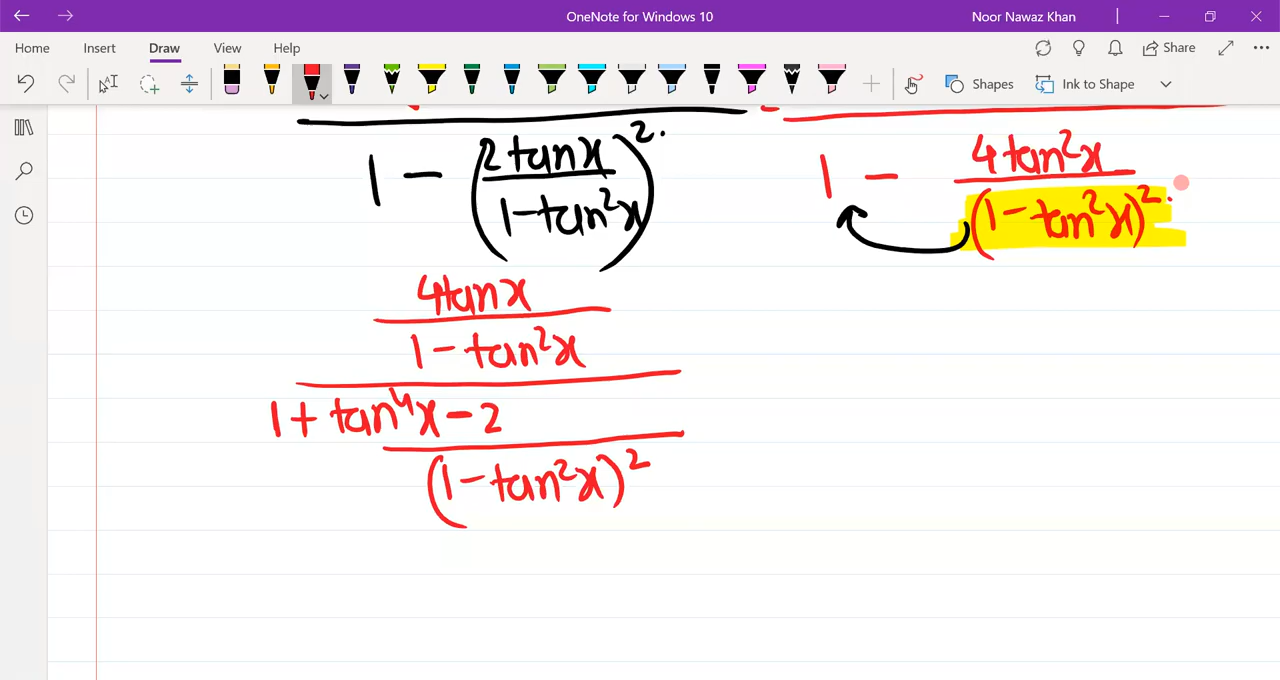 OneNote for Windows 10
Noor Nawaz Khan
Home Insert Draw View Help
Share
Shapes
Ink to Shape
1 - (2tanx / 1-tan²x)².
1 - 4tan²x / (1-tan²x)².
4tanx
1-tan²x
1+tan⁴x-2
(1-tan²x)²